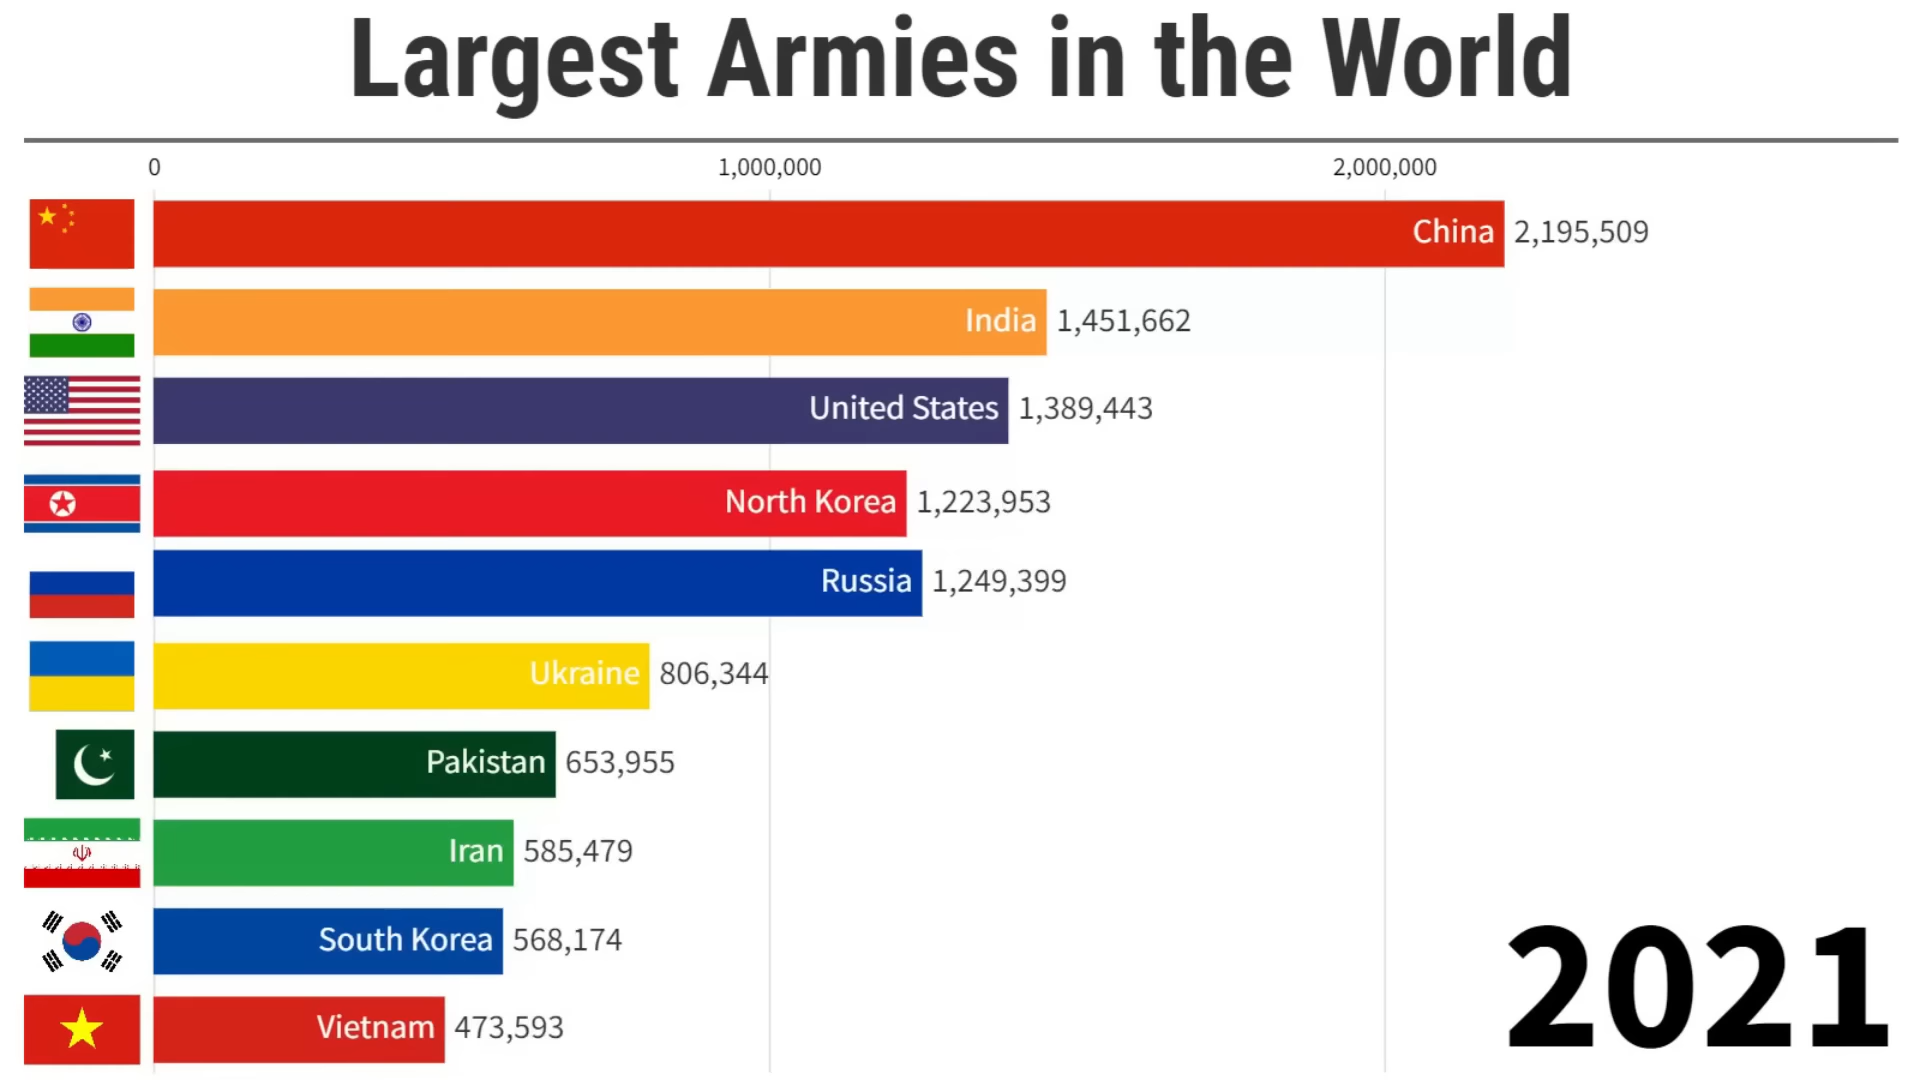 Largest Armies in the World
0 1,000,000 2,000,000
China 2,195,509
India 1,451,662
United States 1,389,443
North Korea 1,223,953
Russia 1,249,399
Ukraine 806,344
Pakistan 653,955
Iran 585,479
South Korea 568,174
Vietnam 473,593
2021